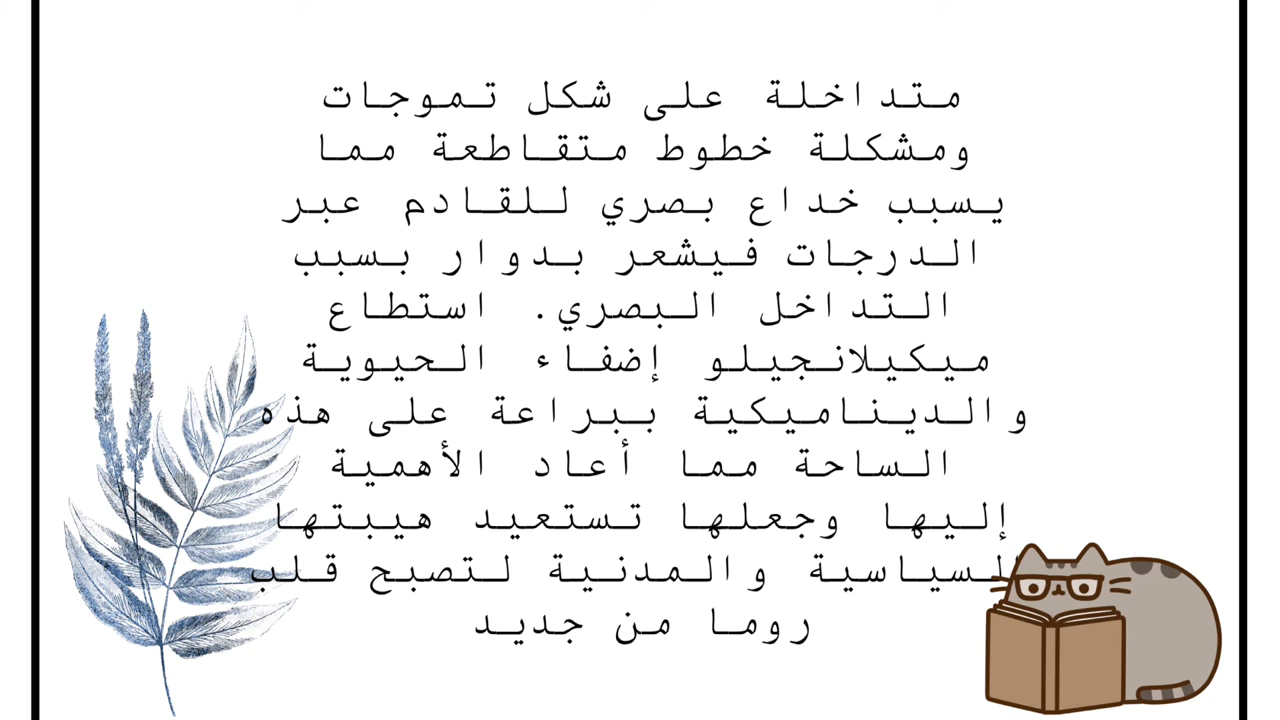 متداخلة على شكل تموجات
ومشكلة خطوط متقاطعة مما
يسبب خداع بصري للقادم عبر
الدرجات فيشعر بدوار بسبب
التداخل البصري. استطاع
ميكيلانجيلو إضفاء الحيوية
والديناميكية ببراعة على هذه
الساحة مما أعاد الأهمية
إليها وجعلها تستعيد هيبتها
السياسية والمدنية لتصبح قلب
روما من جديد